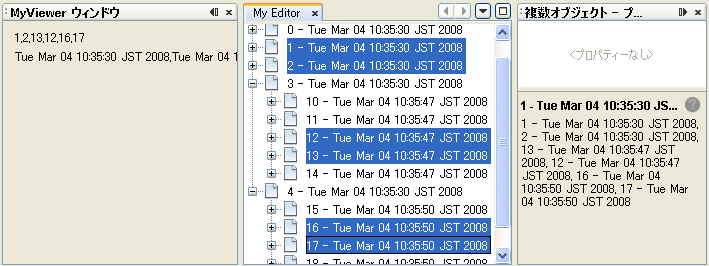 MyViewer ウィンドウ
1,2,13,12,16,17
Tue Mar 04 10:35:30 JST 2008,Tue Mar 04 1
My Editor
0 - Tue Mar 04 10:35:30 JST 2008
1 - Tue Mar 04 10:35:30 JST 2008
2 - Tue Mar 04 10:35:30 JST 2008
3 - Tue Mar 04 10:35:30 JST 2008
10 - Tue Mar 04 10:35:47 JST 2008
11 - Tue Mar 04 10:35:47 JST 2008
12 - Tue Mar 04 10:35:47 JST 2008
13 - Tue Mar 04 10:35:47 JST 2008
14 - Tue Mar 04 10:35:47 JST 2008
4 - Tue Mar 04 10:35:30 JST 2008
15 - Tue Mar 04 10:35:50 JST 2008
16 - Tue Mar 04 10:35:50 JST 2008
17 - Tue Mar 04 10:35:50 JST 2008
18 - Tue Mar 04 10:35:50 JST 2008
複数オブジェクト - プ...
<プロパティーなし>
1 - Tue Mar 04 10:35:30 JS...
1 - Tue Mar 04 10:35:30 JST 2008,
2 - Tue Mar 04 10:35:30 JST 2008,
13 - Tue Mar 04 10:35:47 JST
2008, 12 - Tue Mar 04 10:35:47
JST 2008, 16 - Tue Mar 04
10:35:50 JST 2008, 17 - Tue Mar
04 10:35:50 JST 2008